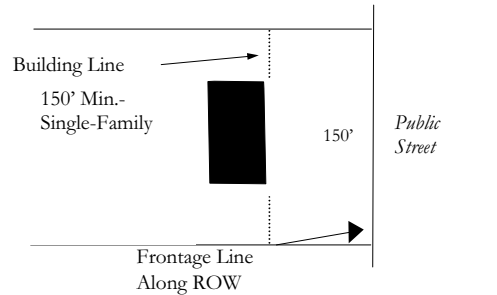 Building Line
150’ Min.-
Single-Family
150’
Public
Street
Frontage Line
Along ROW